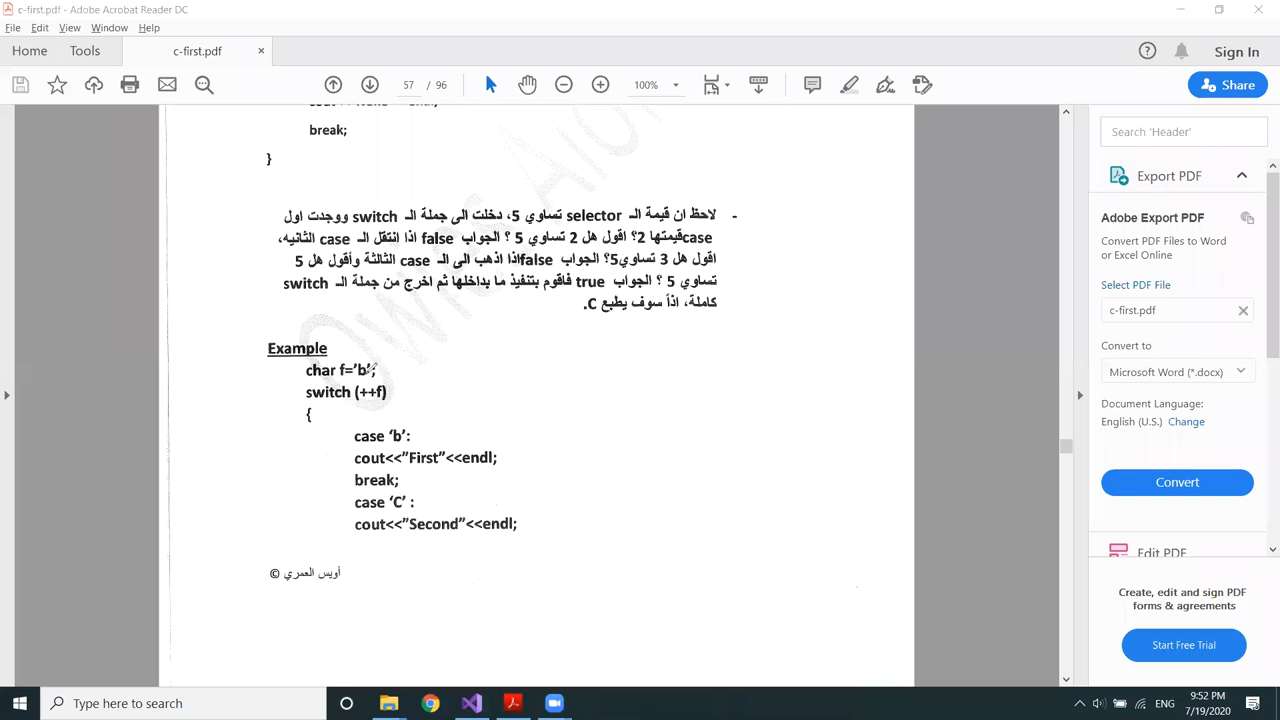 c-first.pdf - Adobe Acrobat Reader DC
File Edit View Window Help
Home Tools c-first.pdf × Sign In
57 / 96 100% Share
break;
}
- لاحظ ان قيمة الـ selector تساوي 5، دخلت الى جملة الـ switch ووجدت اول
case قيمتها 2؟ اقول هل 2 تساوي 5 ؟ الجواب false اذا انتقل الـ case الثانيه،
اقول هل 3 تساوي5؟ الجواب falseاذا اذهب الى الـ case الثالثة وأقول هل 5
تساوي 5 ؟ الجواب true فاقوم بتنفيذ ما بداخلها ثم اخرج من جملة الـ switch
كاملة، اذاً سوف يطبع C.
Example
char f=’b’;
switch (++f)
{
case ‘b’:
cout<<”First”<<endl;
break;
case ‘C’ :
cout<<”Second”<<endl;
© أويس العمري
Search 'Header'
Export PDF
Adobe Export PDF
Convert PDF Files to Word
or Excel Online
Select PDF File
c-first.pdf
Convert to
Microsoft Word (*.docx)
Document Language:
English (U.S.) Change
Convert
Edit PDF
Create, edit and sign PDF
forms & agreements
Start Free Trial
Type here to search
ENG
9:52 PM
7/19/2020